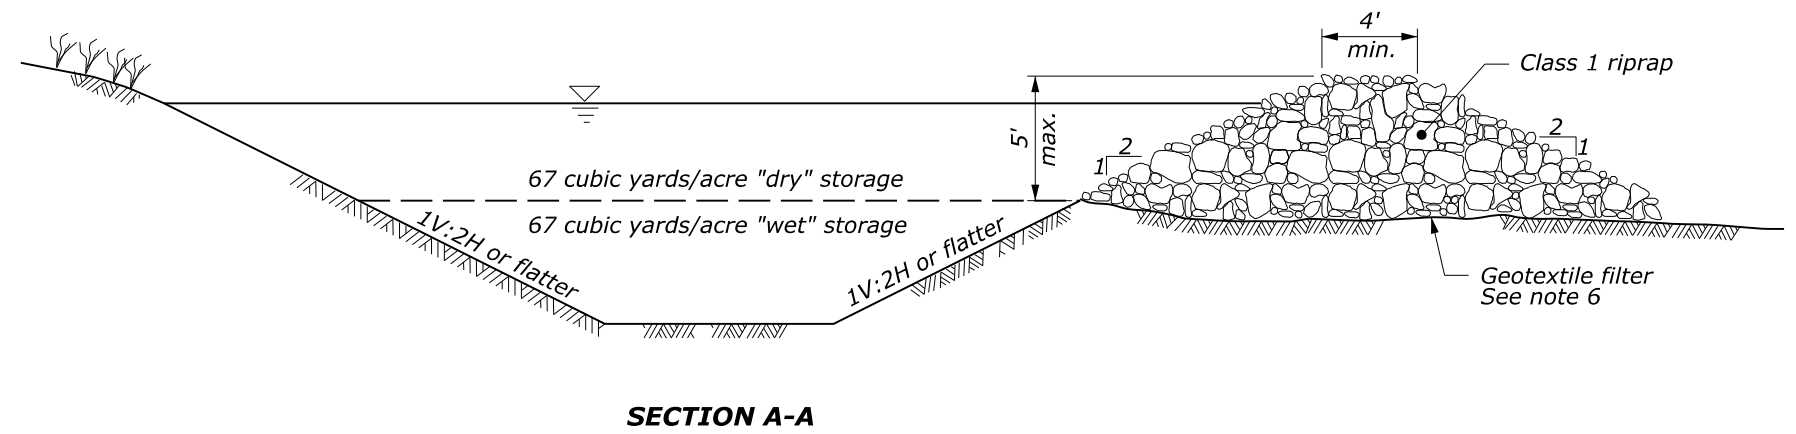 4'
min.
Class 1 riprap
5' max.
2
1
2
1
67 cubic yards/acre "dry" storage
67 cubic yards/acre "wet" storage
1V:2H or flatter
1V:2H or flatter
Geotextile filter
See note 6
SECTION A-A